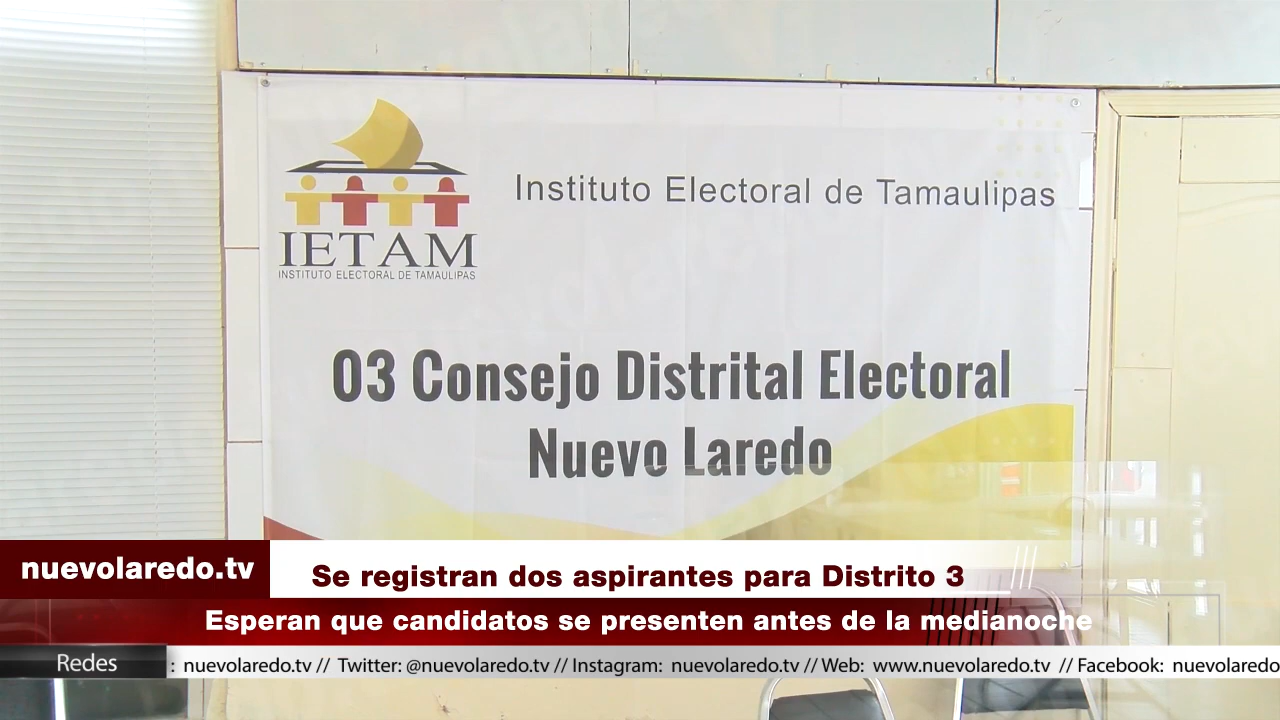 IETAM
INSTITUTO ELECTORAL DE TAMAULIPAS
Instituto Electoral de Tamaulipas
03 Consejo Distrital Electoral
Nuevo Laredo
nuevolaredo.tv
Se registran dos aspirantes para Distrito 3
Esperan que candidatos se presenten antes de la medianoche
Redes
: nuevolaredo.tv // Twitter: @nuevolaredo.tv // Instagram: nuevolaredo.tv // Web: www.nuevolaredo.tv // Facebook: nuevolaredo